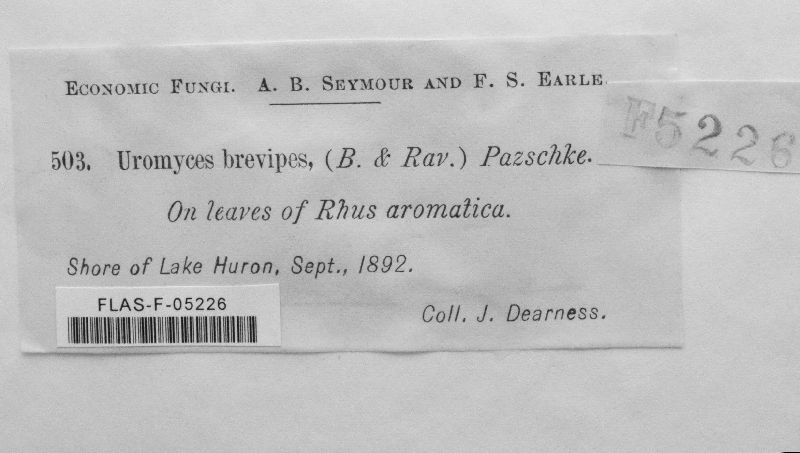 Economic Fungi. A. B. Seymour and F. S. Earle.
F5226
503. Uromyces brevipes, (B. & Rav.) Pazschke.
On leaves of Rhus aromatica.
Shore of Lake Huron, Sept., 1892.
FLAS-F-05226
Coll. J. Dearness.